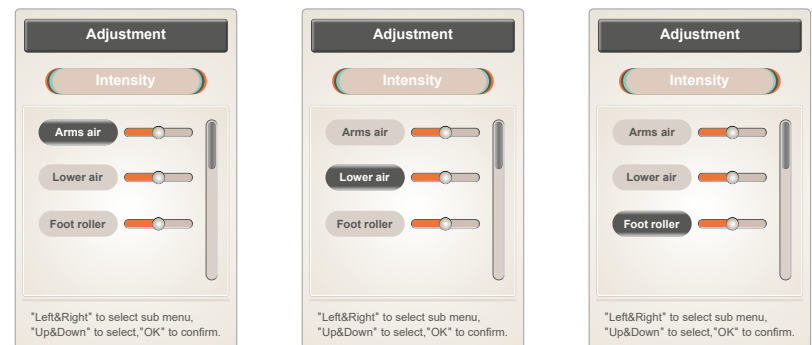 Adjustment
Intensity
Arms air
Lower air
Foot roller
"Left&Right" to select sub menu,
"Up&Down" to select,"OK" to confirm.
Adjustment
Intensity
Arms air
Lower air
Foot roller
"Left&Right" to select sub menu,
"Up&Down" to select,"OK" to confirm.
Adjustment
Intensity
Arms air
Lower air
Foot roller
"Left&Right" to select sub menu,
"Up&Down" to select,"OK" to confirm.